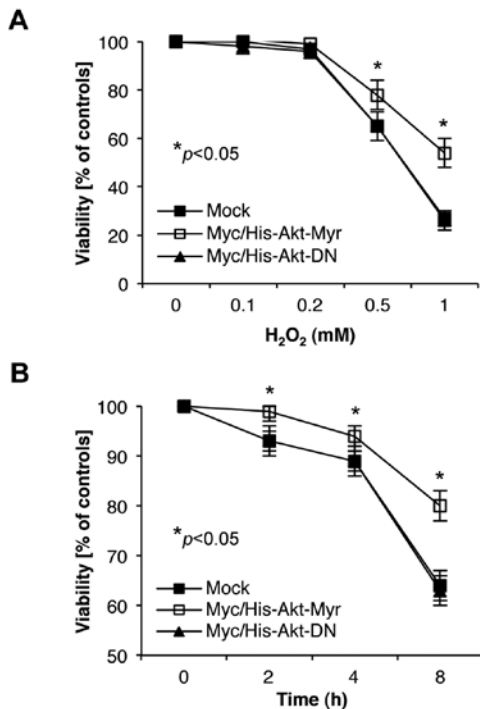 A
Viability [% of controls]
100
80
60
40
20
0
*
*
*p<0.05
Mock
Myc/His-Akt-Myr
Myc/His-Akt-DN
0 0.1 0.2 0.5 1
H₂O₂ (mM)
B
Viability [% of controls]
100
90
80
70
60
50
*
*
*
*p<0.05
Mock
Myc/His-Akt-Myr
Myc/His-Akt-DN
0 2 4 8
Time (h)